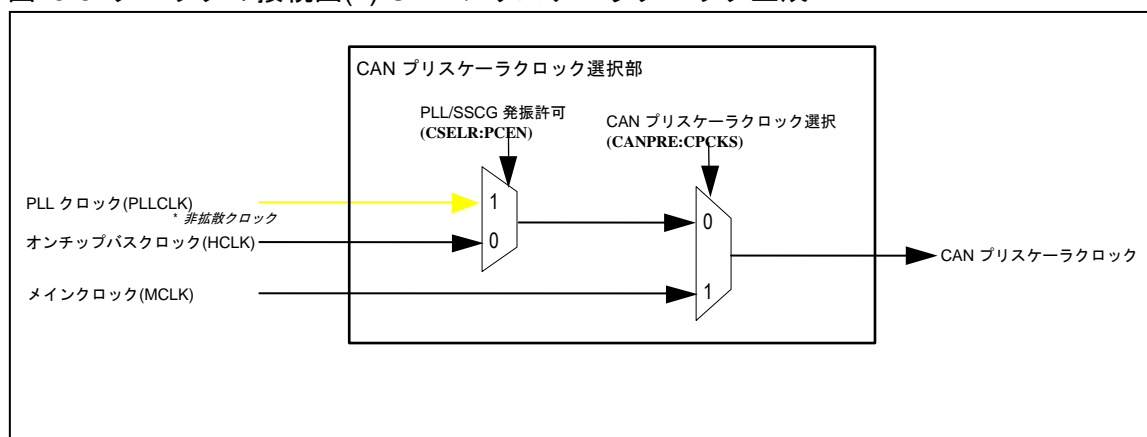 CAN プリスケーラクロック選択部
PLL/SSCG 発振許可
(CSELR:PCEN)
CAN プリスケーラクロック選択
(CANPRE:CPCKS)
PLL クロック(PLLCLK)
* 非拡散クロック
オンチップバスクロック(HCLK)
メインクロック(MCLK)
1
0
0
1
CAN プリスケーラクロック